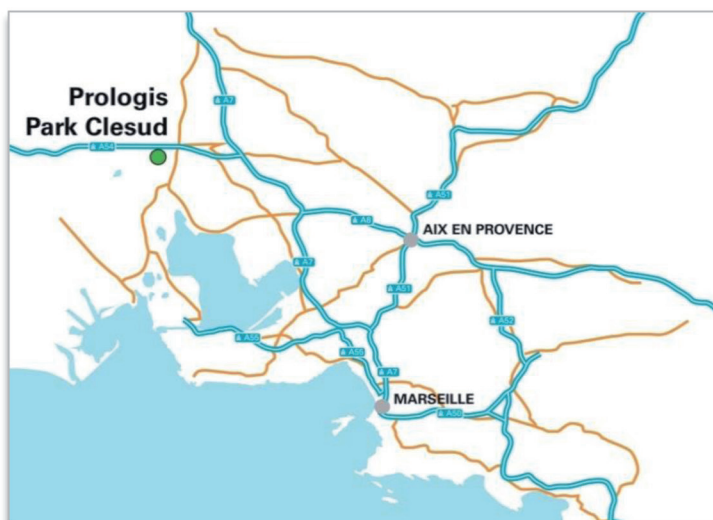 Prologis
Park Clesud
A7
A54
A51
A8
AIX EN PROVENCE
A7
A51
A52
A55
A55
A7
MARSEILLE
A50